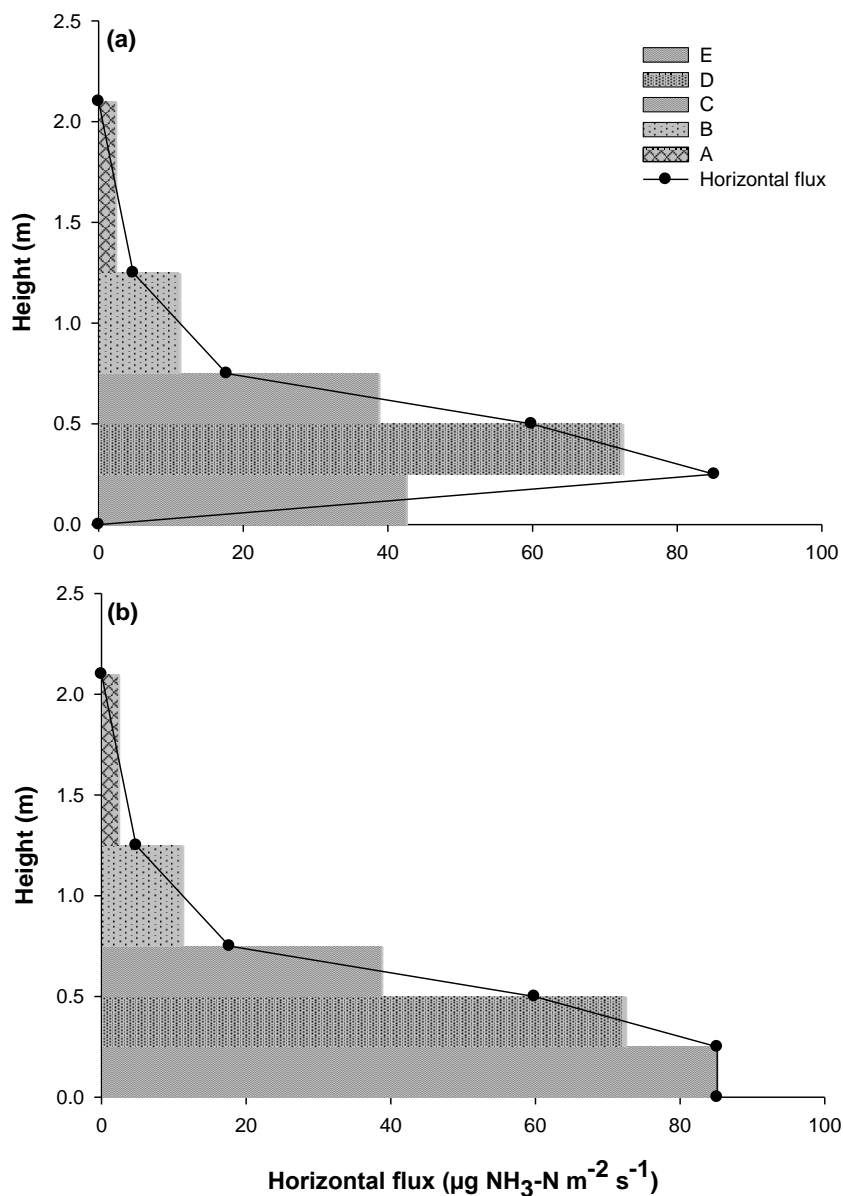 (a)
2.5
2.0
1.5
1.0
0.5
0.0
Height (m)
0 20 40 60 80 100
E
D
C
B
A
Horizontal flux
(b)
2.5
2.0
1.5
1.0
0.5
0.0
Height (m)
0 20 40 60 80 100
Horizontal flux (µg NH₃-N m⁻² s⁻¹)